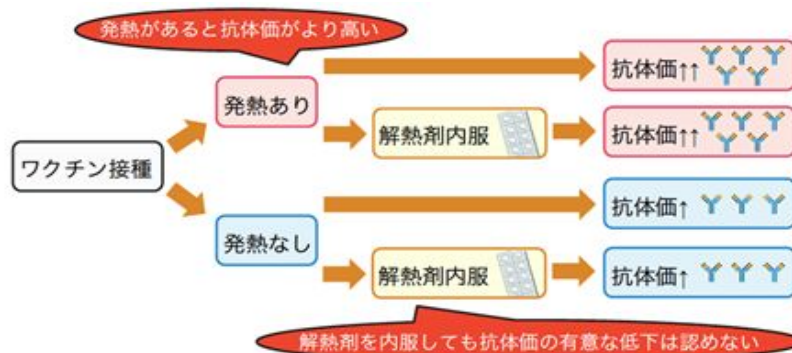 発熱があると抗体価がより高い
抗体価↑↑
発熱あり
解熱剤内服
抗体価↑↑
ワクチン接種
抗体価↑
発熱なし
解熱剤内服
抗体価↑
解熱剤を内服しても抗体価の有意な低下は認めない